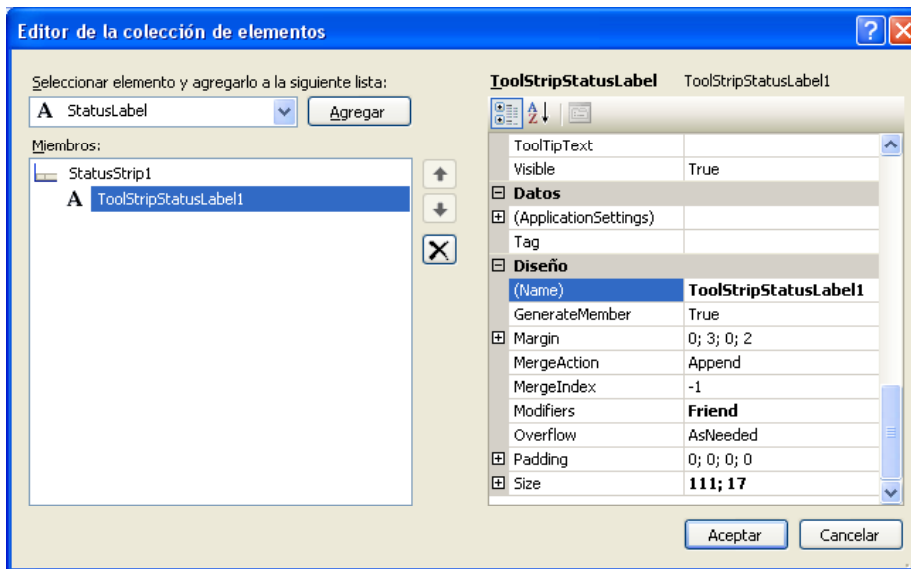 Editor de la colección de elementos
Seleccionar elemento y agregarlo a la siguiente lista:
A StatusLabel
Agregar
Miembros:
StatusStrip1
A ToolStripStatusLabel1
ToolStripStatusLabel ToolStripStatusLabel1
ToolTipText
Visible True
Datos
(ApplicationSettings)
Tag
Diseño
(Name) ToolStripStatusLabel1
GenerateMember True
Margin 0; 3; 0; 2
MergeAction Append
MergeIndex -1
Modifiers Friend
Overflow AsNeeded
Padding 0; 0; 0; 0
Size 111; 17
Aceptar Cancelar